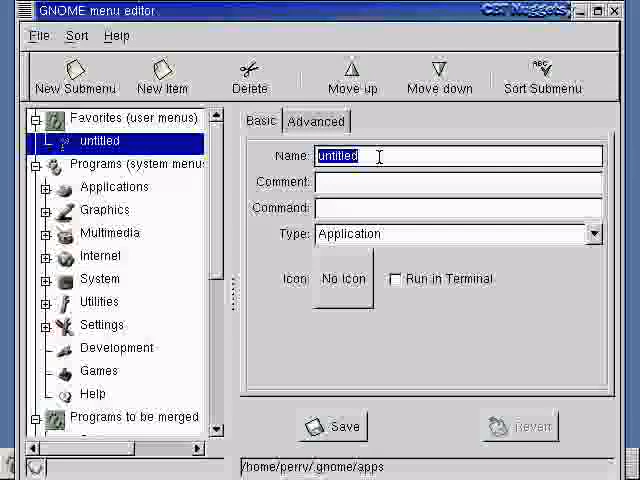 GNOME menu editor
CBT Nuggets
File Sort Help
New Submenu New Item Delete Move up Move down Sort Submenu
ABC
Favorites (user menus)
untitled
Programs (system menus
Applications
Graphics
Multimedia
Internet
System
Utilities
Settings
Development
Games
Help
Programs to be merged
Basic Advanced
Name: untitled
Comment:
Command:
Type: Application
Icon: No Icon Run in Terminal
Save Revert
/home/perrv/.gnome/apps